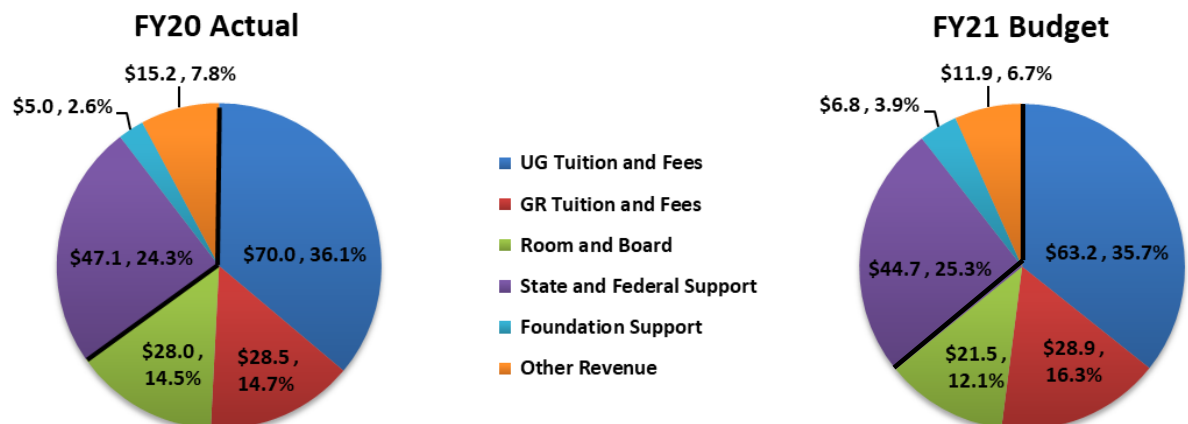 FY20 Actual
$15.2 , 7.8%
$5.0 , 2.6%
$47.1 , 24.3%
$70.0 , 36.1%
$28.0 ,
14.5%
$28.5 ,
14.7%
UG Tuition and Fees
GR Tuition and Fees
Room and Board
State and Federal Support
Foundation Support
Other Revenue
FY21 Budget
$11.9 , 6.7%
$6.8 , 3.9%
$44.7 , 25.3%
$63.2 , 35.7%
$21.5 ,
12.1%
$28.9 ,
16.3%